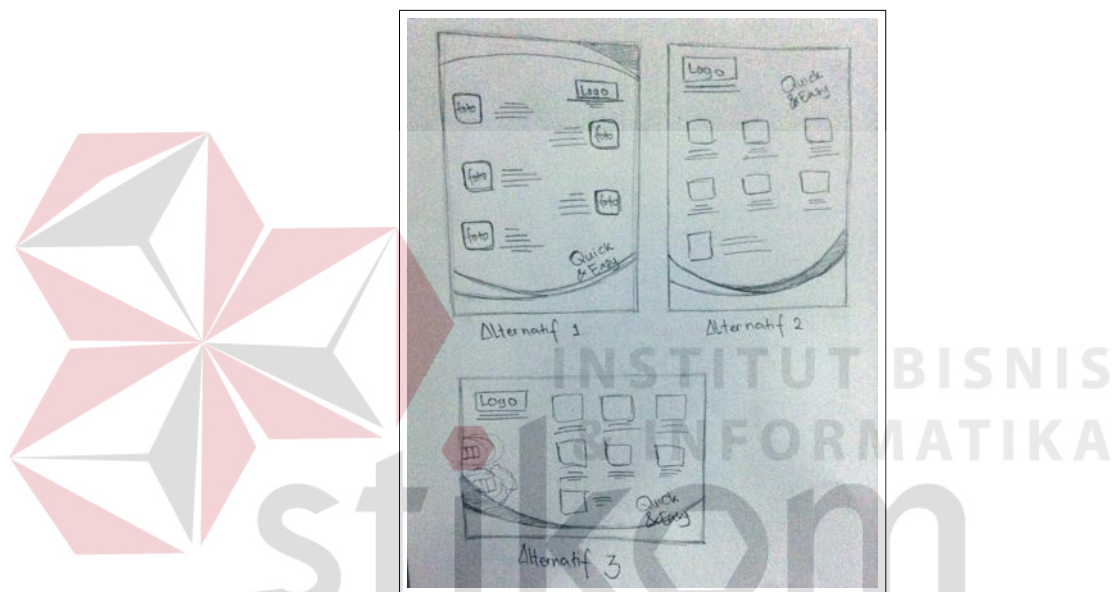 Logo
foto
foto
foto
foto
foto
Quick
& Easy
Alternatif 1
Logo
Quick
& Easy
Alternatif 2
Logo
Quick
& Easy
Alternatif 3
INSTITUT BISNIS
& INFORMATIKA
stikom